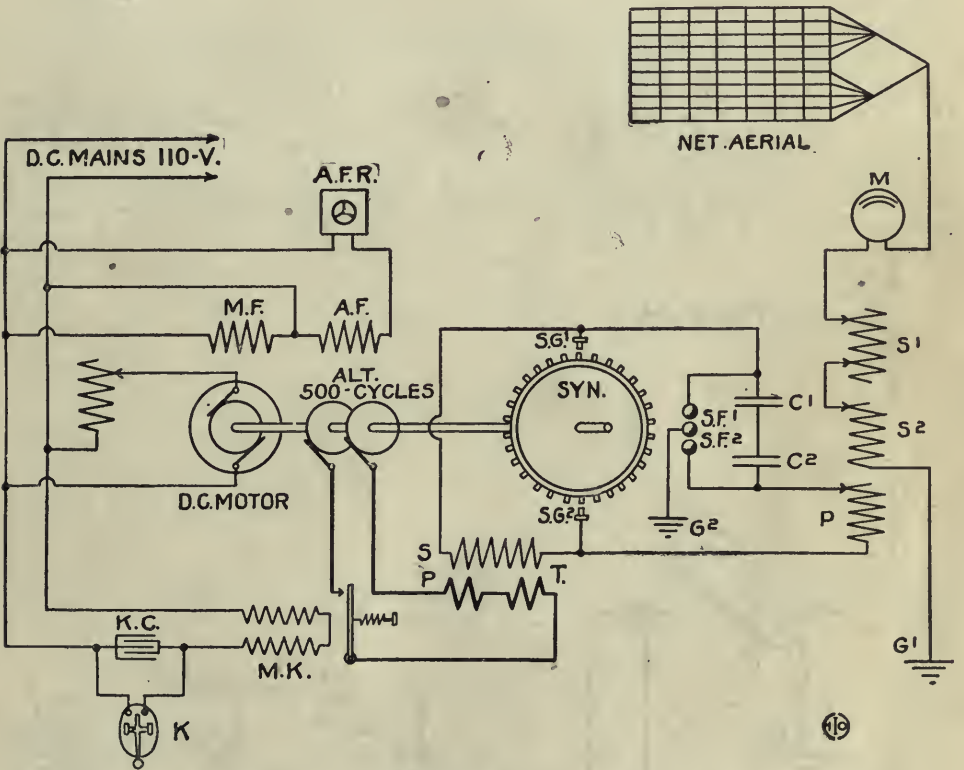 NET AERIAL
D.C. MAINS 110-V.
A.F.R.
M
M.F.
A.F.
S1
S.G.1
ALT.
500-CYCLES
SYN.
C1
S.F.1
S.F.2
S2
C2
D.C. MOTOR
S.G.2
G2
P
S
P
T.
K.C.
M.K.
G1
K